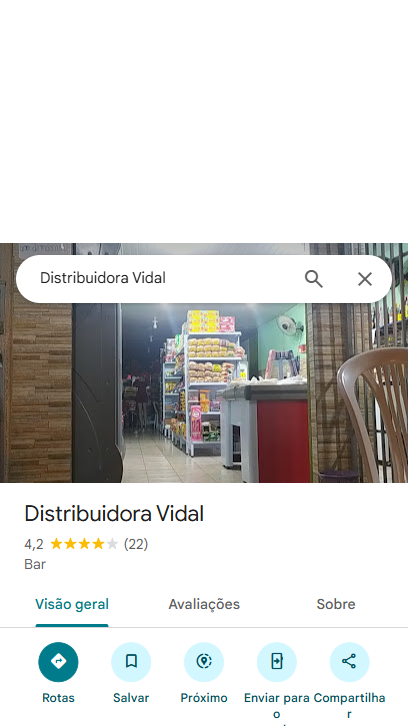 Distribuidora Vidal
Distribuidora Vidal
4,2 (22)
Bar
Visão geral Avaliações Sobre
Rotas Salvar Próximo Enviar para o Compartilhar